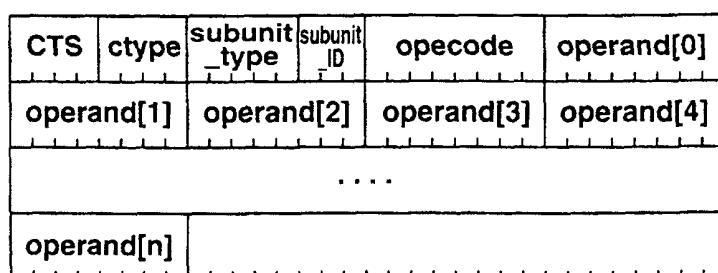 CTS ctype subunit_type subunit_ID opecode operand[0]
operand[1] operand[2] operand[3] operand[4]
....
operand[n]